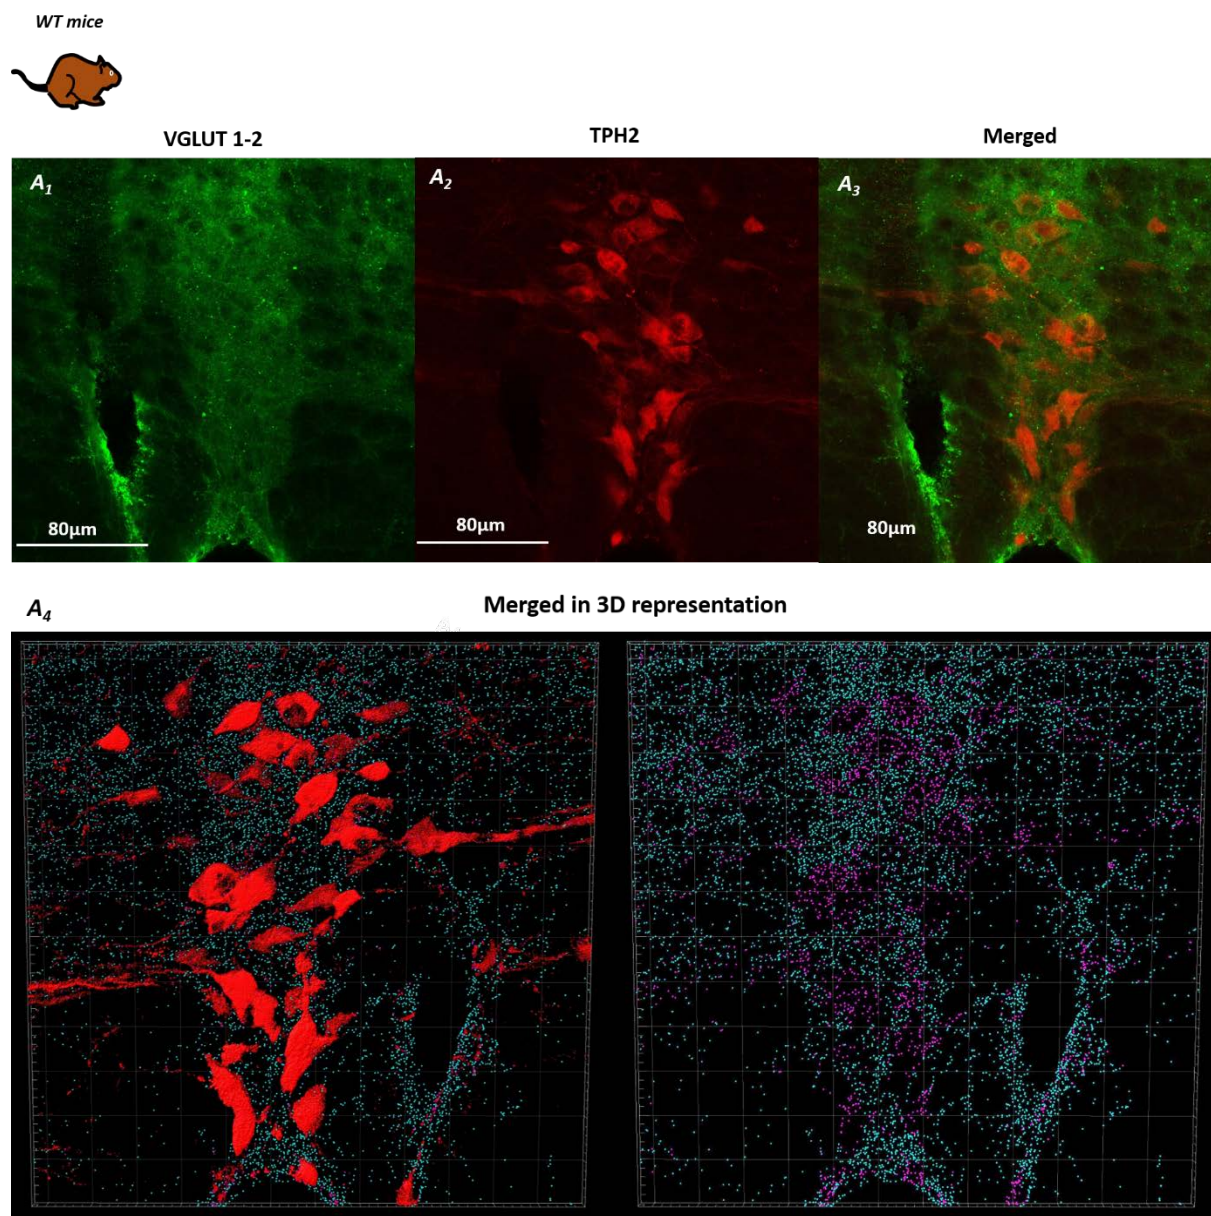 WT mice
VGLUT 1-2
TPH2
Merged
A1
A2
A3
80µm
80µm
80µm
A4
Merged in 3D representation